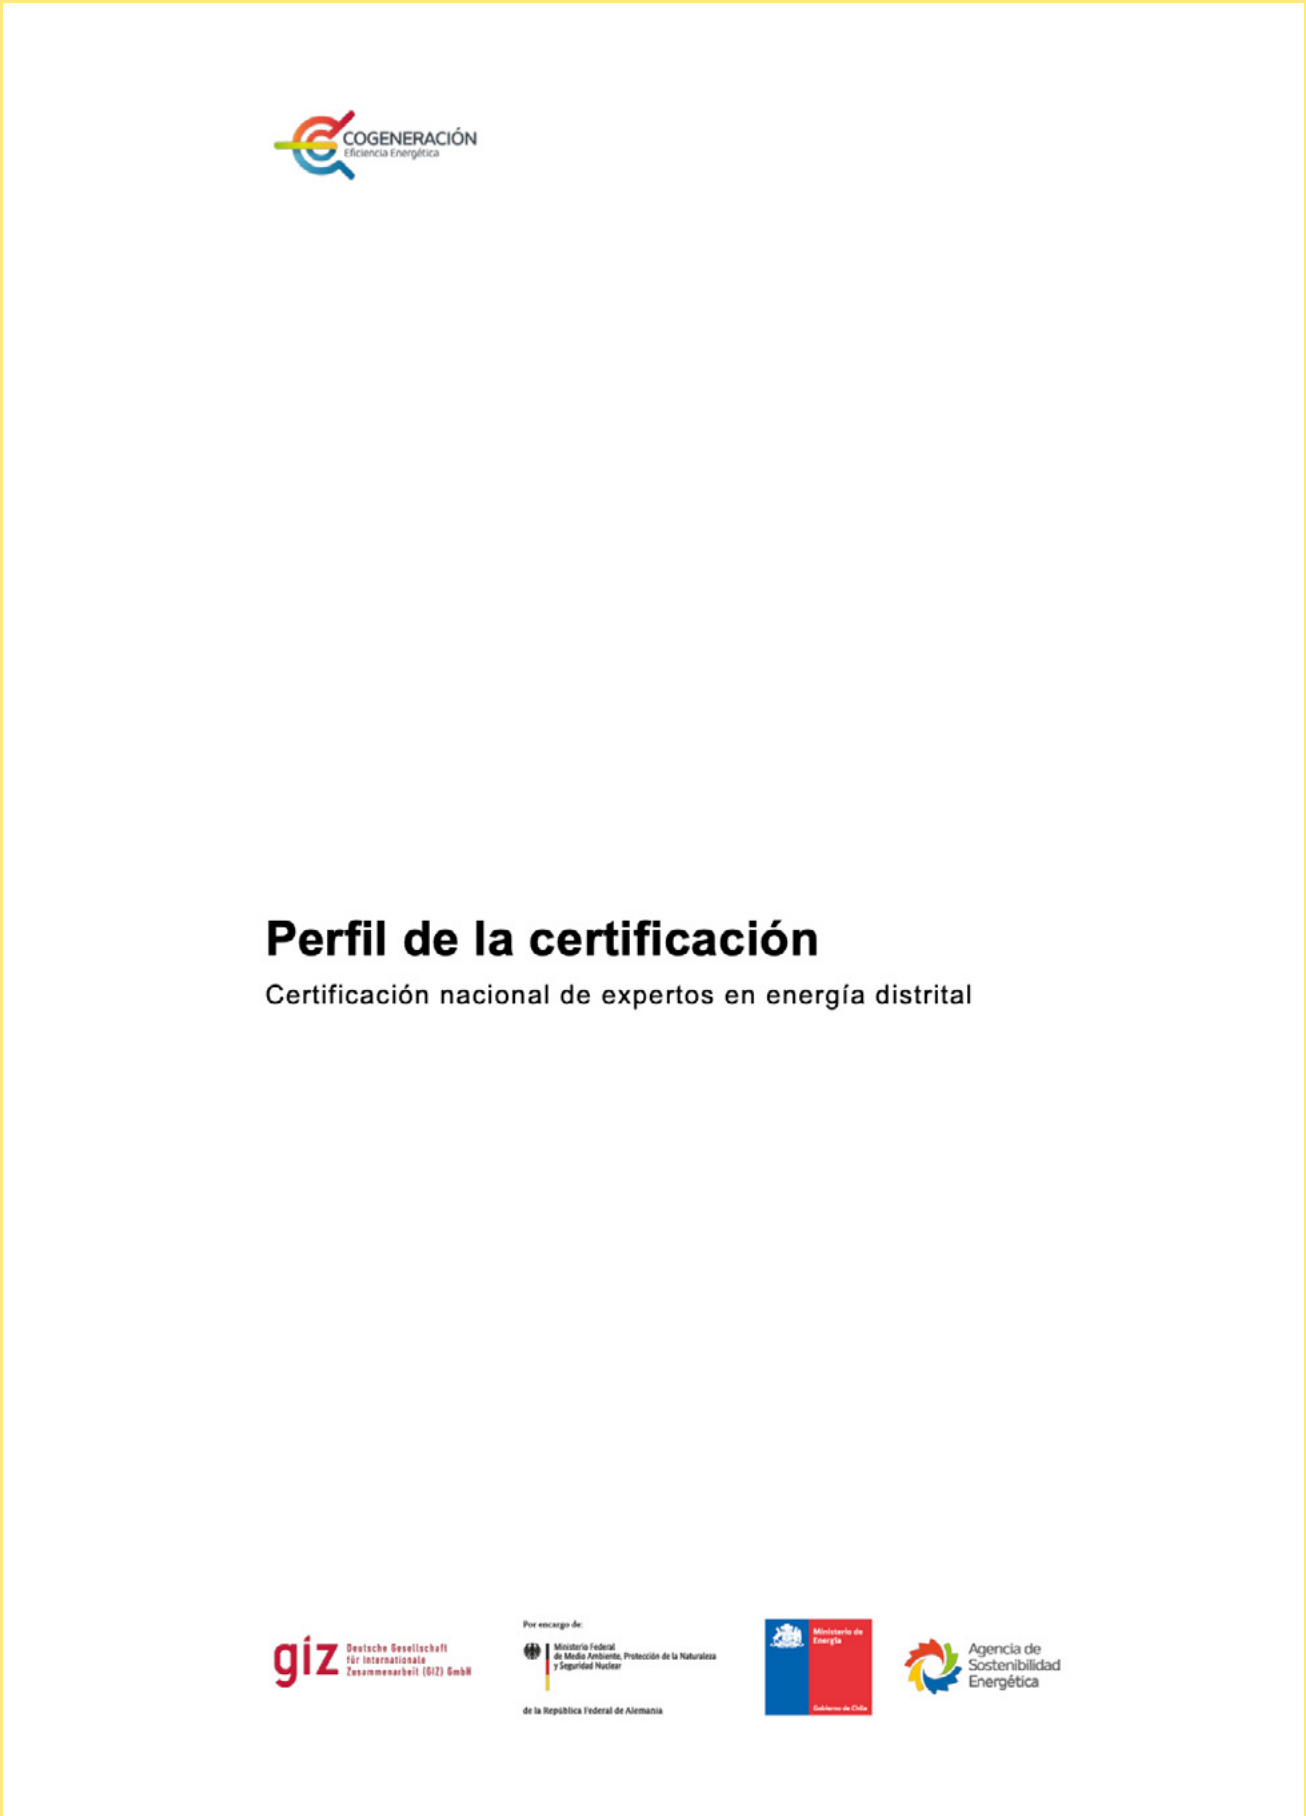 COGENERACIÓN
Eficiencia Energética
Perfil de la certificación
Certificación nacional de expertos en energía distrital
giz Deutsche Gesellschaft
für Internationale
Zusammenarbeit (GIZ) GmbH
Por encargo de:
Ministerio Federal
de Medio Ambiente, Protección de la Naturaleza
y Seguridad Nuclear
de la República Federal de Alemania
Ministerio de
Energía
Gobierno de Chile
Agencia de
Sostenibilidad
Energética